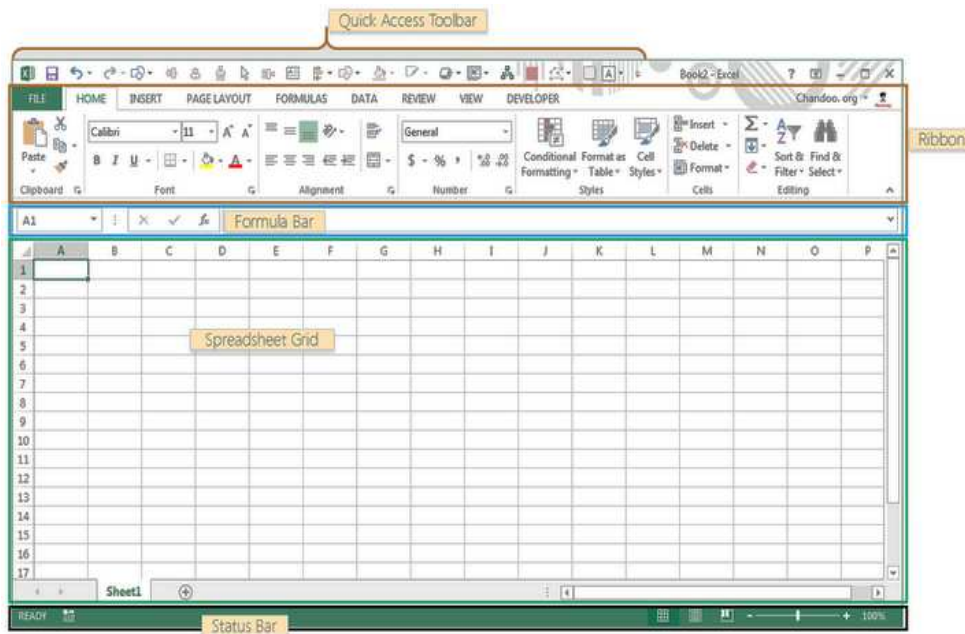 Quick Access Toolbar
Book2 - Excel ?
FILE HOME INSERT PAGE LAYOUT FORMULAS DATA REVIEW VIEW DEVELOPER Chandoo.org
Ribbon
Paste
Calibri 11
General
B I U A $ - % ,
Conditional Formatting
Format as Table
Cell Styles
Insert
Delete
Format
Sort & Filter
Find & Select
Clipboard Font Alignment Number Styles Cells Editing
A1 fx Formula Bar
A B C D E F G H I J K L M N O P
1
2
3
4
5
Spreadsheet Grid
6
7
8
9
10
11
12
13
14
15
16
17
Sheet1
READY 100%
Status Bar